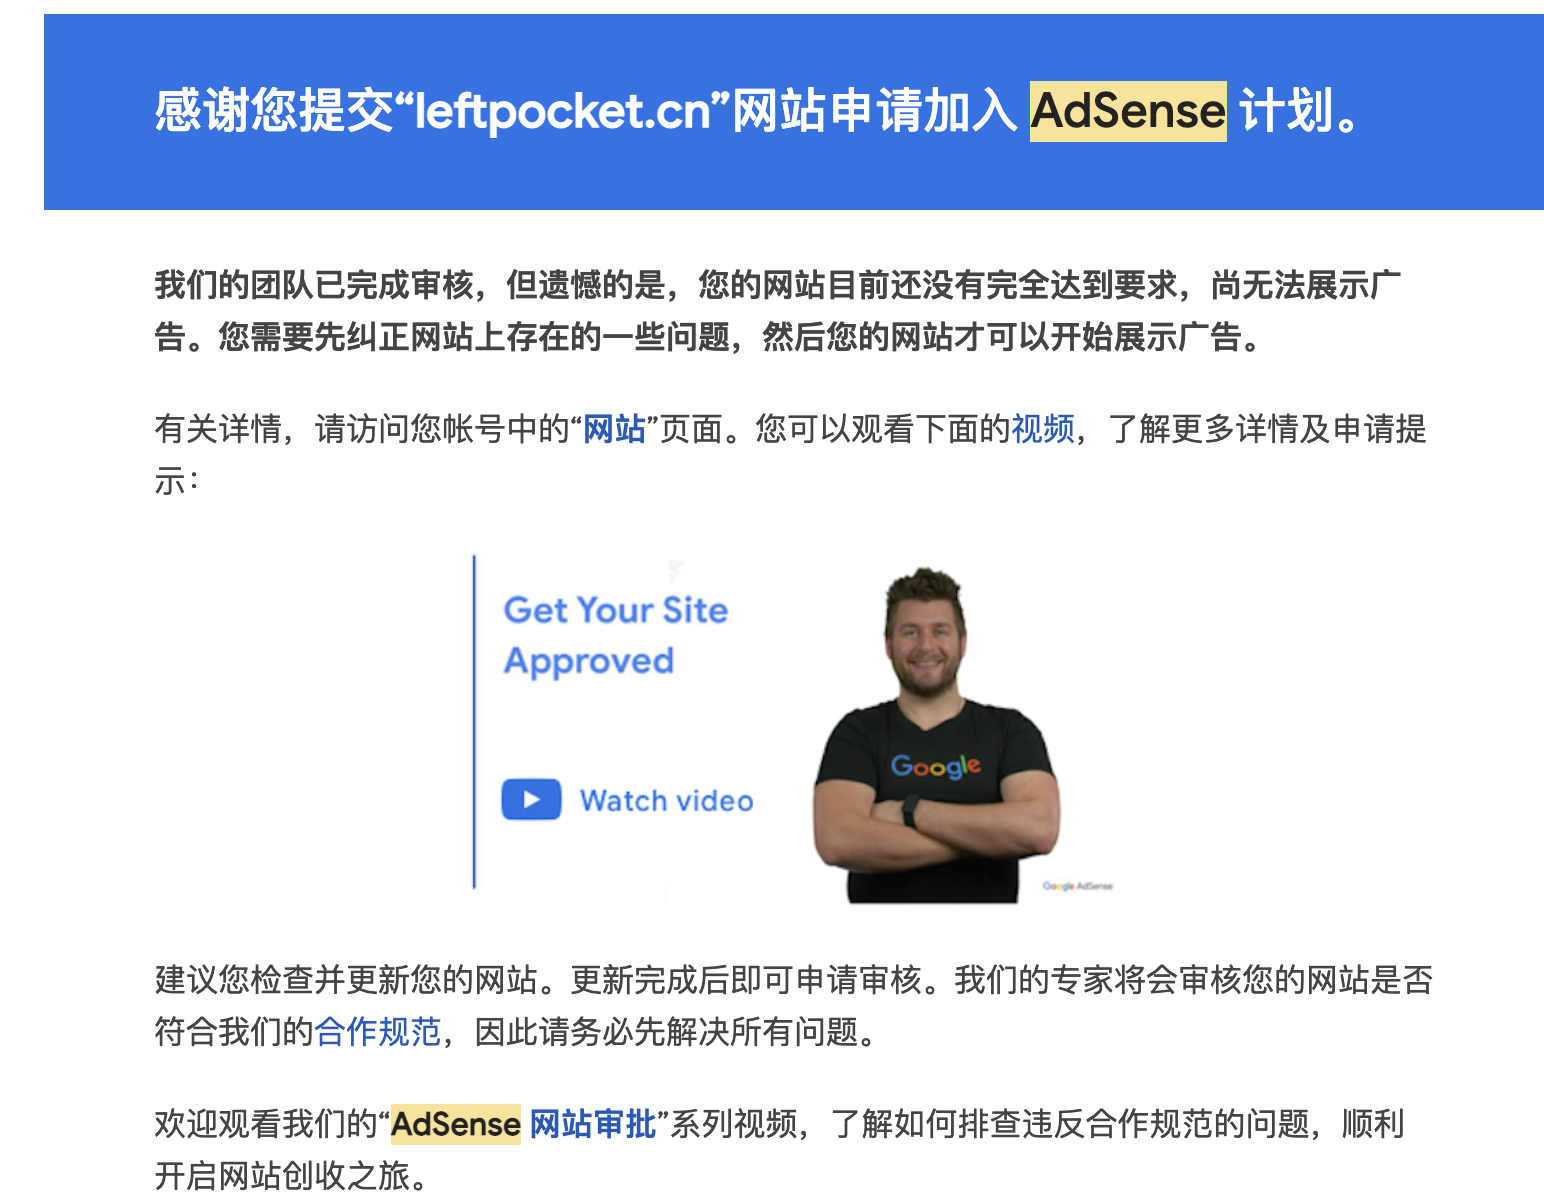 感谢您提交“leftpocket.cn”网站申请加入 AdSense 计划。
我们的团队已完成审核，但遗憾的是，您的网站目前还没有完全达到要求，尚无法展示广
告。您需要先纠正网站上存在的一些问题，然后您的网站才可以开始展示广告。
有关详情，请访问您帐号中的“网站”页面。您可以观看下面的视频，了解更多详情及申请提
示：
Get Your Site
Approved
Watch video
Google
Google AdSense
建议您检查并更新您的网站。更新完成后即可申请审核。我们的专家将会审核您的网站是否
符合我们的合作规范，因此请务必先解决所有问题。
欢迎观看我们的“AdSense 网站审批”系列视频，了解如何排查违反合作规范的问题，顺利
开启网站创收之旅。